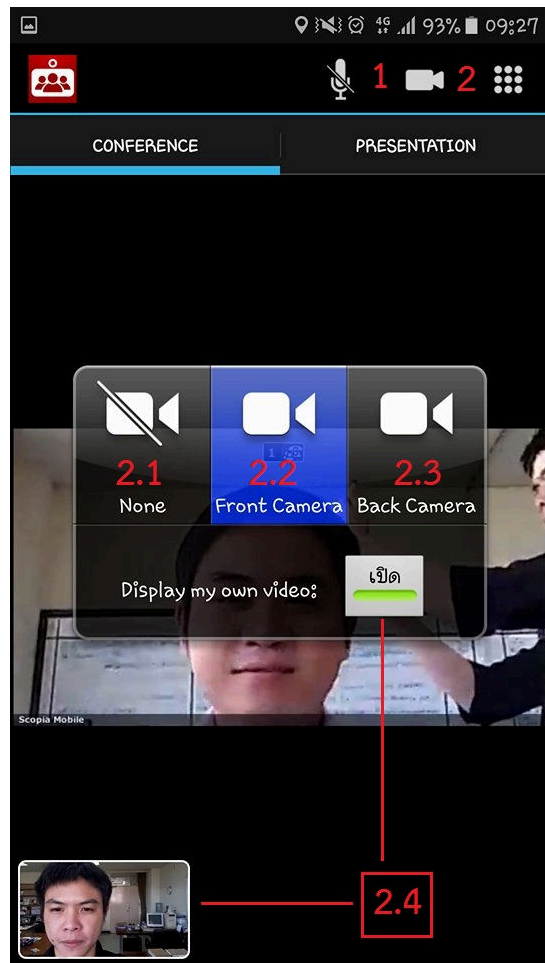 4G 93% 09:27
1 2
CONFERENCE PRESENTATION
1
2.1 2.2 2.3
None Front Camera Back Camera
Display my own video: เปิด
Scopia Mobile
2.4